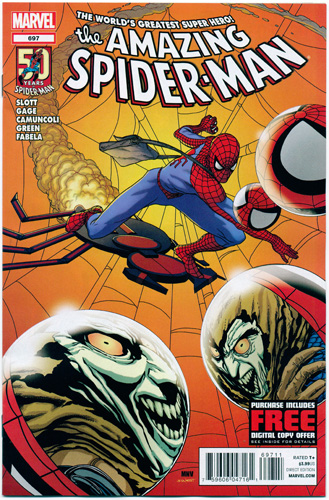 THE WORLD'S GREATEST SUPER HERO!
MARVEL
697
50
YEARS
SPIDER-MAN
the AMAZING
SPIDER-MAN
SLOTT
GAGE
CAMUNCOLI
GREEN
FABELA
PURCHASE INCLUDES
FREE
DIGITAL COPY OFFER
SEE INSIDE FOR DETAILS
69711
RATED T+
$3.99US
DIRECT EDITION
MARVEL.COM